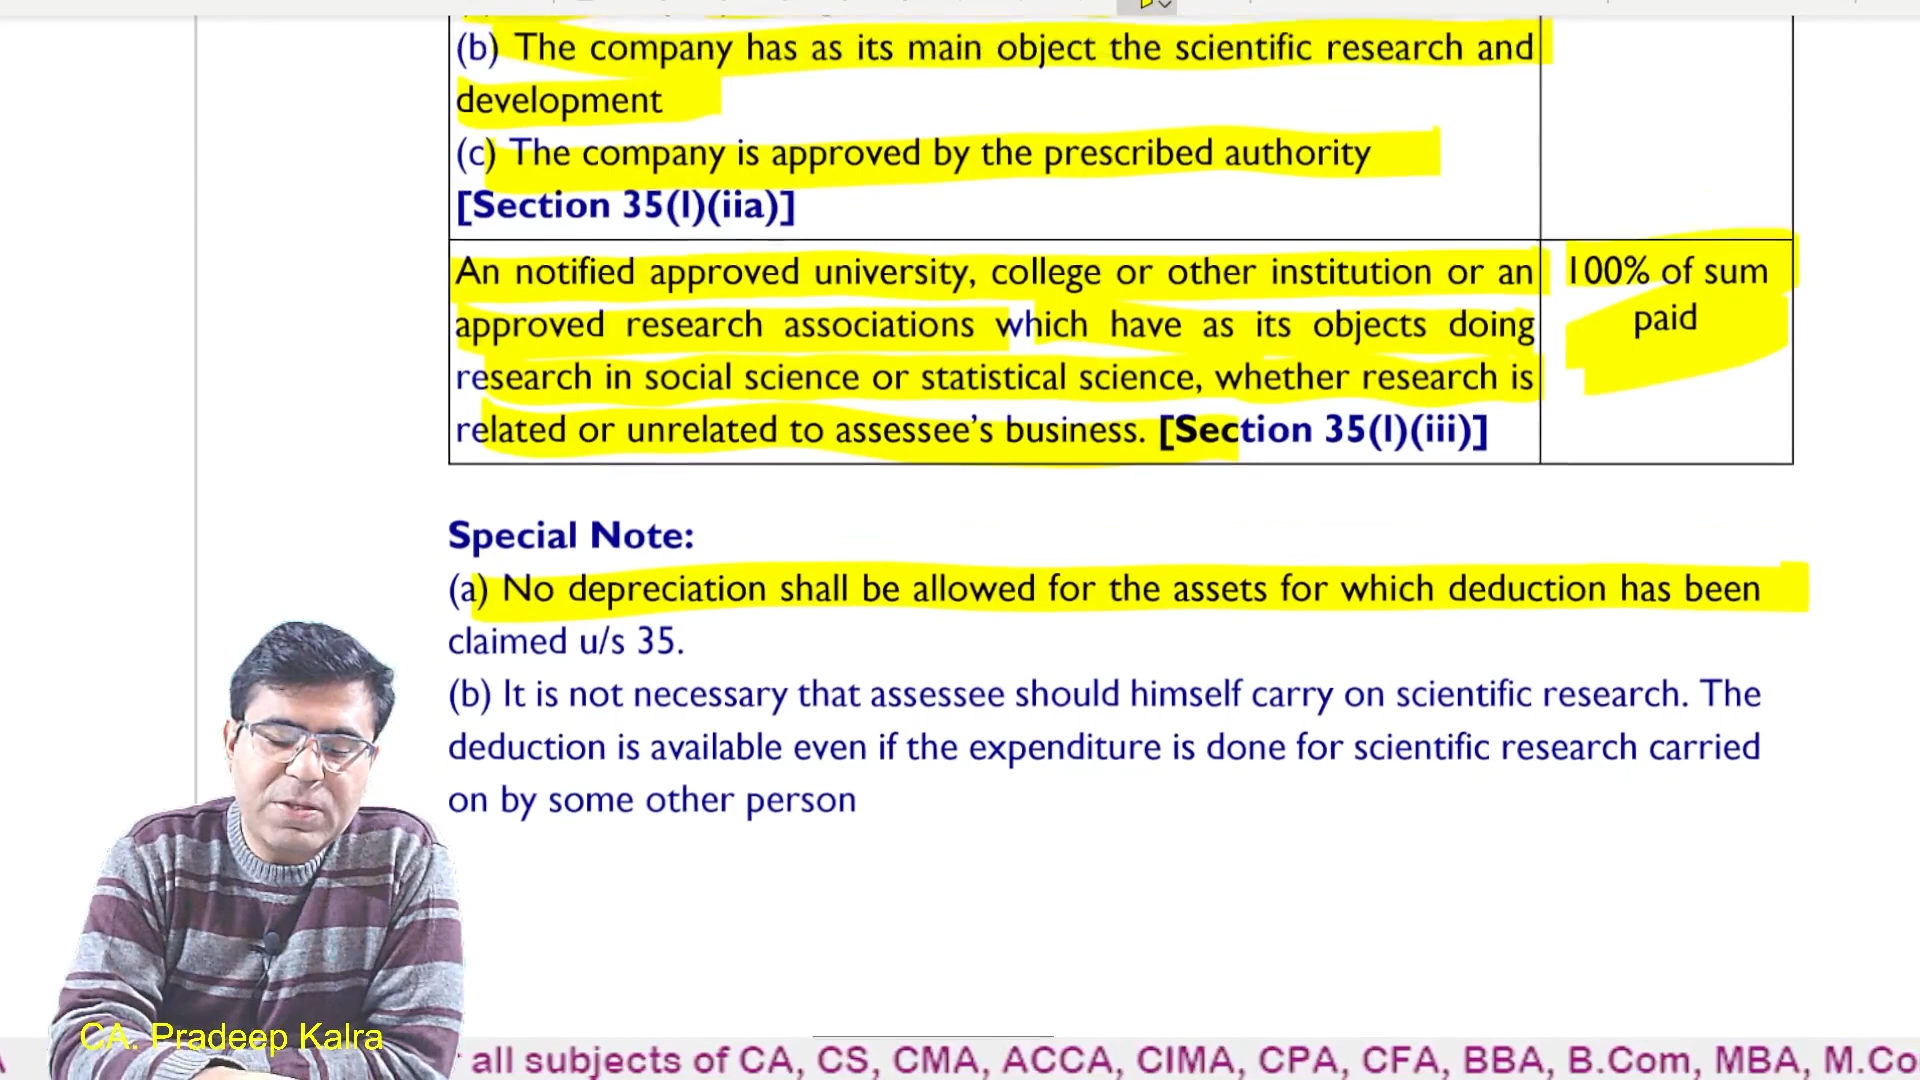 (b) The company has as its main object the scientific research and
development
(c) The company is approved by the prescribed authority
[Section 35(1)(iia)]
An notified approved university, college or other institution or an
approved research associations which have as its objects doing
research in social science or statistical science, whether research is
related or unrelated to assessee's business. [Section 35(1)(iii)]
100% of sum
paid
Special Note:
(a) No depreciation shall be allowed for the assets for which deduction has been
claimed u/s 35.
(b) It is not necessary that assessee should himself carry on scientific research. The
deduction is available even if the expenditure is done for scientific research carried
on by some other person
CA. Pradeep Kalra
all subjects of CA, CS, CMA, ACCA, CIMA, CPA, CFA, BBA, B.Com, MBA, M.Co